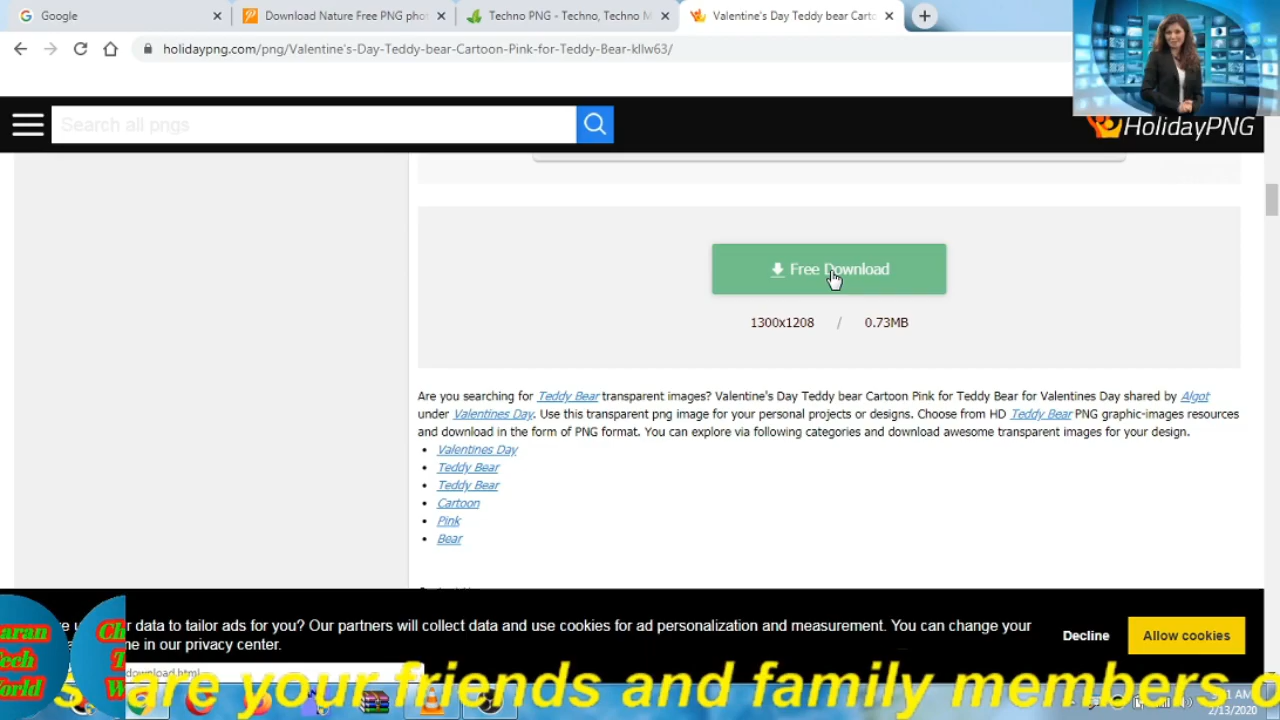 Google
Download Nature Free PNG pho
Techno PNG - Techno, Techno M
Valentine's Day Teddy bear Carto
holidaypng.com/png/Valentine's-Day-Teddy-bear-Cartoon-Pink-for-Teddy-Bear-kllw63/
Search all pngs
HolidayPNG
Free Download
1300x1208 / 0.73MB
Are you searching for Teddy Bear transparent images? Valentine's Day Teddy bear Cartoon Pink for Teddy Bear for Valentines Day shared by Algot
under Valentines Day. Use this transparent png image for your personal projects or designs. Choose from HD Teddy Bear PNG graphic-images resources
and download in the form of PNG format. You can explore via following categories and download awesome transparent images for your design.
Valentines Day
Teddy Bear
Teddy Bear
Cartoon
Pink
Bear
data to tailor ads for you? Our partners will collect data and use cookies for ad personalization and measurement. You can change your
me in our privacy center.
Decline
Allow cookies
download.html
are your friends and family members
2/13/2020